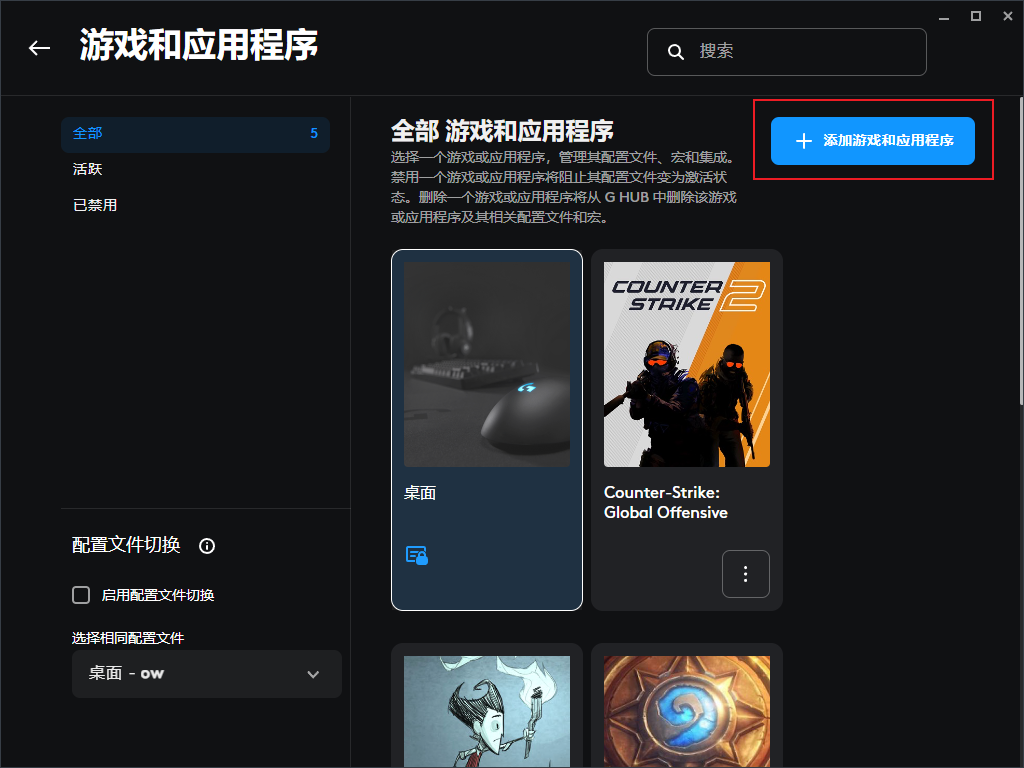 游戏和应用程序
搜索
全部 5
活跃
已禁用
全部 游戏和应用程序
选择一个游戏或应用程序，管理其配置文件、宏和集成。
禁用一个游戏或应用程序将阻止其配置文件变为激活状
态。删除一个游戏或应用程序将从 G HUB 中删除该游戏
或应用程序及其相关配置文件和宏。
添加游戏和应用程序
COUNTER
STRIKE 2
桌面
Counter-Strike:
Global Offensive
配置文件切换
启用配置文件切换
选择相同配置文件
桌面 - ow